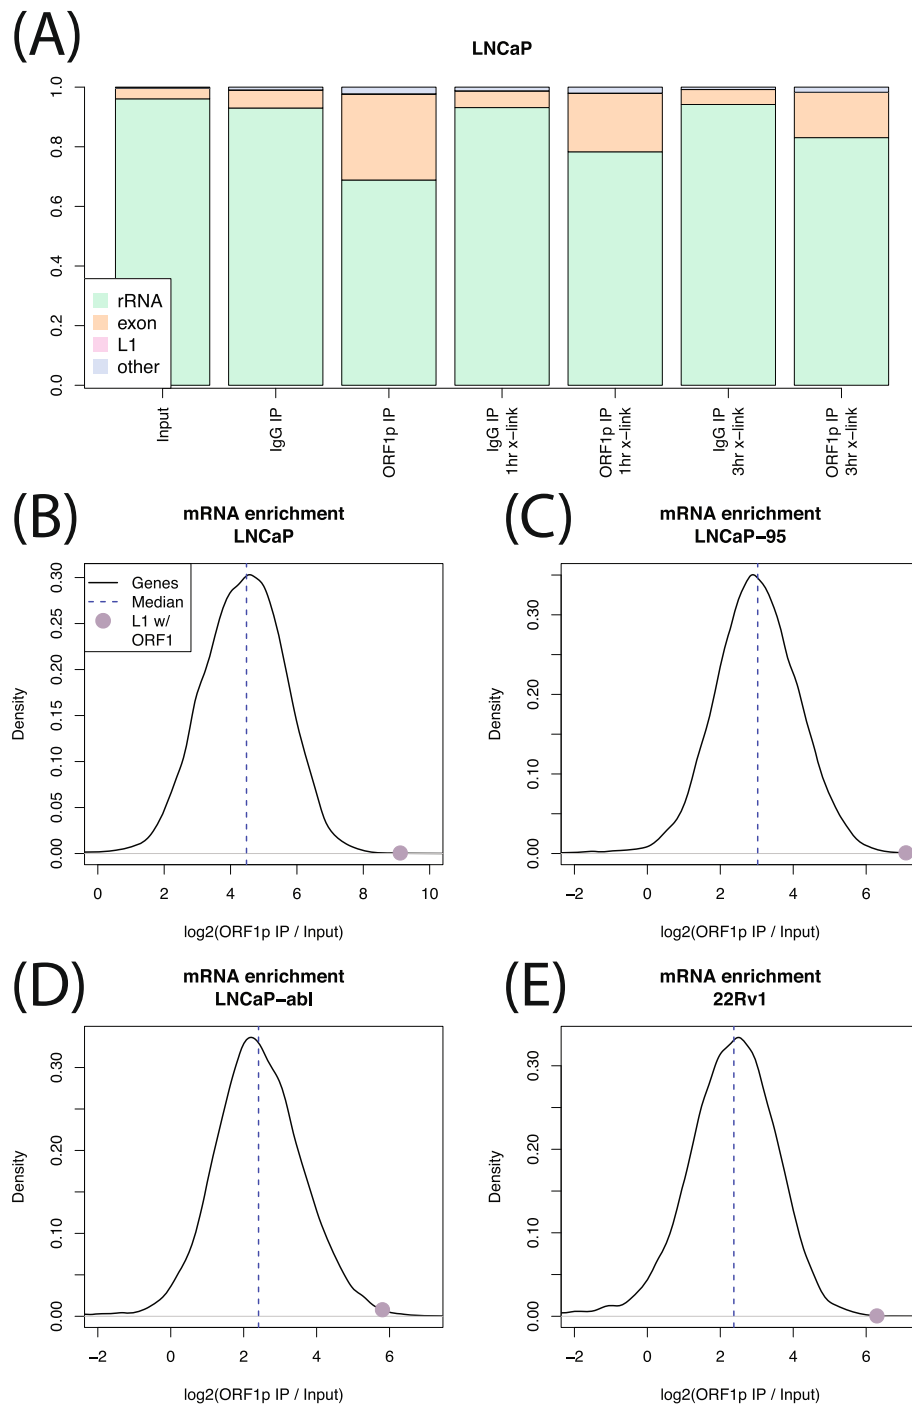 (A)
LNCaP
1.0
0.8
0.6
0.4
0.2
0.0
rRNA
exon
L1
other
Input
IgG IP
ORF1p IP
IgG IP
1hr x−link
ORF1p IP
1hr x−link
IgG IP
3hr x−link
ORF1p IP
3hr x−link
(B)
mRNA enrichment
LNCaP
Genes
Median
L1 w/
ORF1
Density
0.30
0.25
0.20
0.15
0.10
0.05
0.00
0 2 4 6 8 10
log2(ORF1p IP / Input)
(C)
mRNA enrichment
LNCaP−95
Density
0.30
0.20
0.10
0.00
−2 0 2 4 6
log2(ORF1p IP / Input)
(D)
mRNA enrichment
LNCaP−abl
Density
0.30
0.20
0.10
0.00
−2 0 2 4 6
log2(ORF1p IP / Input)
(E)
mRNA enrichment
22Rv1
Density
0.30
0.20
0.10
0.00
−2 0 2 4 6
log2(ORF1p IP / Input)